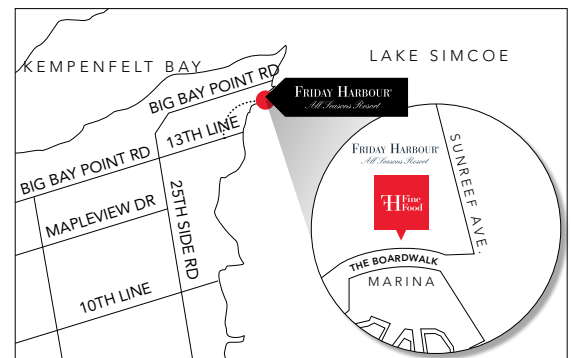 KEMPENFELT BAY
LAKE SIMCOE
BIG BAY POINT RD
FRIDAY HARBOUR
All Seasons Resort
13TH LINE
BIG BAY POINT RD
MAPLEVIEW DR
25TH SIDE RD
10TH LINE
FRIDAY HARBOUR
All Seasons Resort
SUNREEF AVE.
FH Fine
Food
THE BOARDWALK
MARINA